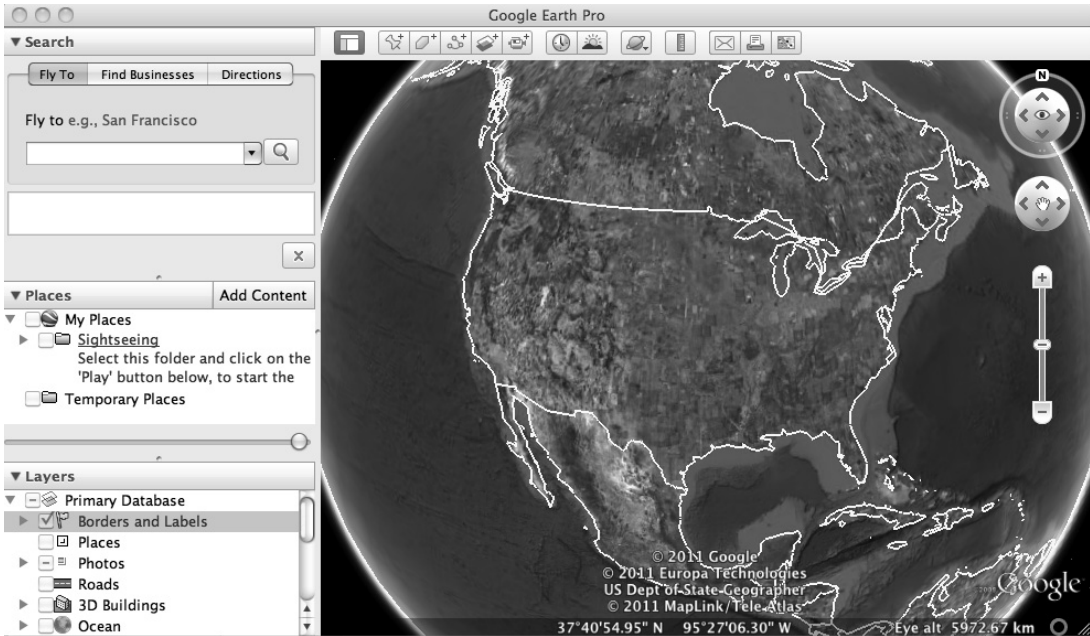 Google Earth Pro
Search
Fly To Find Businesses Directions
Fly to e.g., San Francisco
Places Add Content
My Places
Sightseeing
Select this folder and click on the
'Play' button below, to start the
Temporary Places
Layers
Primary Database
Borders and Labels
Places
Photos
Roads
3D Buildings
Ocean
N
© 2011 Google
© 2011 Europa Technologies
US Dept of State Geographer
© 2011 MapLink/Tele Atlas
Google
37°40'54.95" N 95°27'06.30" W Eye alt 5972.67 km